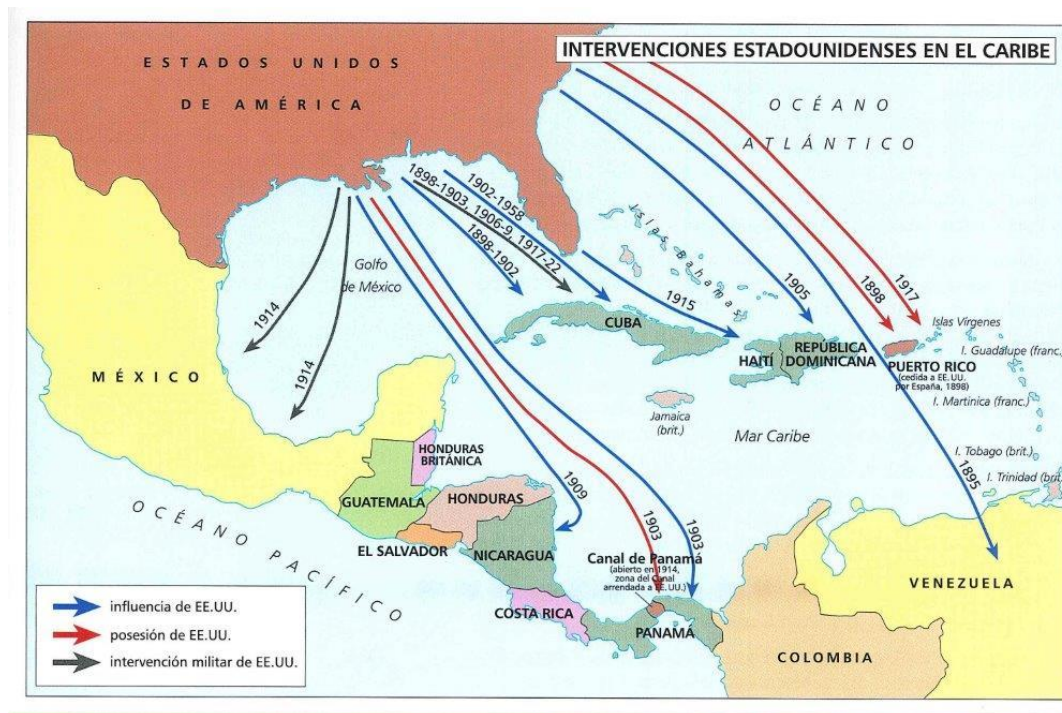 INTERVENCIONES ESTADOUNIDENSES EN EL CARIBE
ESTADOS UNIDOS
DE AMÉRICA
OCÉANO
ATLÁNTICO
1902-1958
1898-1903, 1906-9, 1917-22
1898-1902
Islas Bahamas
Golfo
de México
1914
1914
1915
1905
1898
1917
CUBA
HAITÍ
REPÚBLICA
DOMINICANA
PUERTO RICO
(cedida a EE.UU.
por España, 1898)
Islas Vírgenes
I. Guadalupe (franc.)
I. Martinica (franc.)
I. Tobago (brit.)
I. Trinidad (brit.
MÉXICO
Jamaica
(brit.)
Mar Caribe
HONDURAS
BRITÁNICA
GUATEMALA
HONDURAS
EL SALVADOR
NICARAGUA
1909
1903
1903
1895
OCÉANO PACÍFICO
Canal de Panamá
(abierto en 1914,
zona del Canal
arrendada a EE.UU.)
COSTA RICA
PANAMÁ
VENEZUELA
COLOMBIA
influencia de EE.UU.
posesión de EE.UU.
intervención militar de EE.UU.